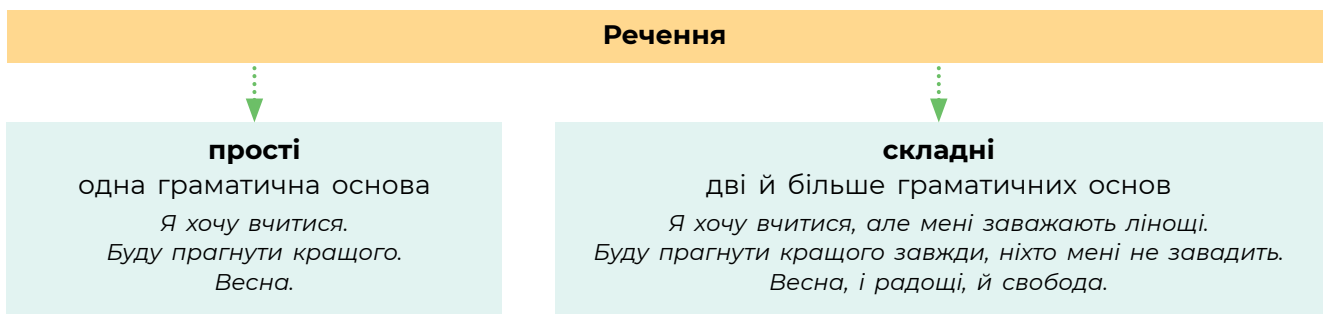 Речення
прості
одна граматична основа
Я хочу вчитися.
Буду прагнути кращого.
Весна.
складні
дві й більше граматичних основ
Я хочу вчитися, але мені заважають лінощі.
Буду прагнути кращого завжди, ніхто мені не завадить.
Весна, і радощі, й свобода.